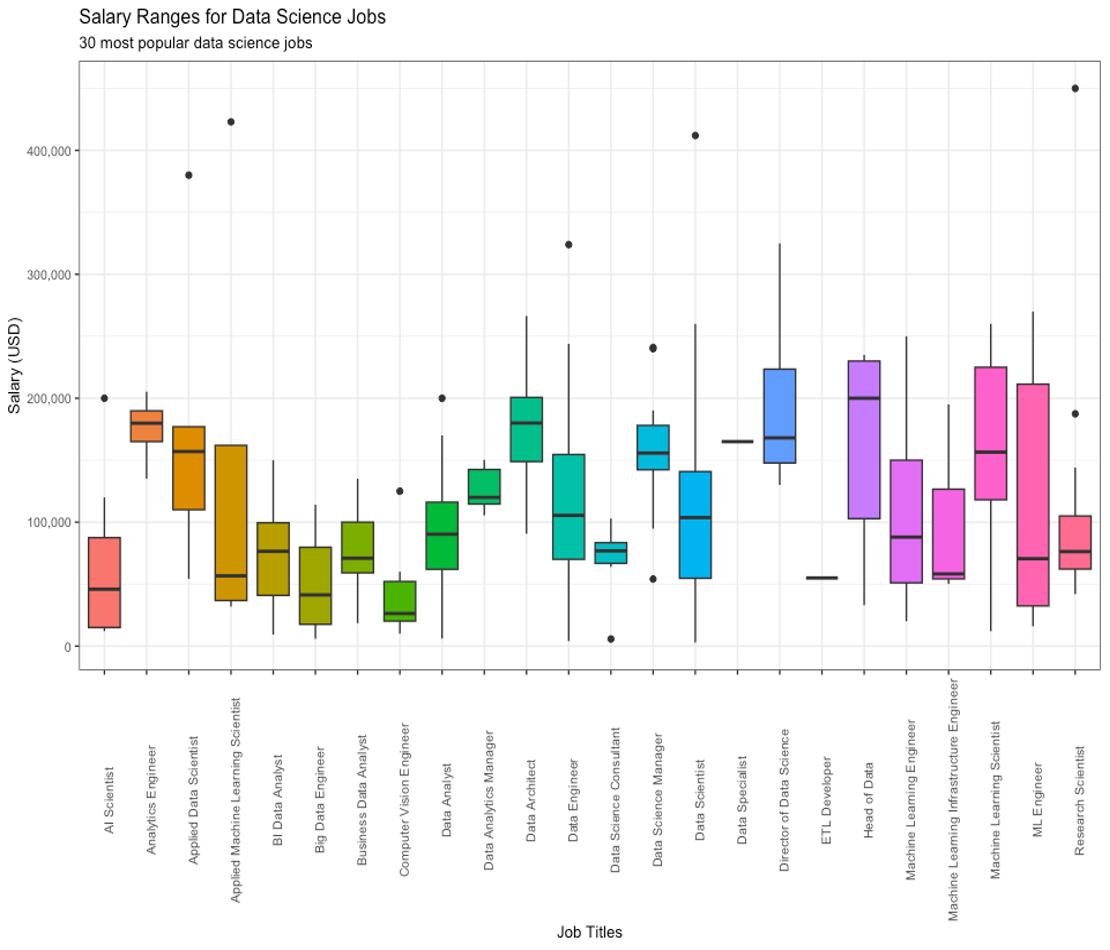 Salary Ranges for Data Science Jobs
30 most popular data science jobs
Salary (USD)
400,000
300,000
200,000
100,000
0
AI Scientist
Analytics Engineer
Applied Data Scientist
Applied Machine Learning Scientist
BI Data Analyst
Big Data Engineer
Business Data Analyst
Computer Vision Engineer
Data Analyst
Data Analytics Manager
Data Architect
Data Engineer
Data Science Consultant
Data Science Manager
Data Scientist
Data Specialist
Director of Data Science
ETL Developer
Head of Data
Machine Learning Engineer
Machine Learning Infrastructure Engineer
Machine Learning Scientist
ML Engineer
Research Scientist
Job Titles